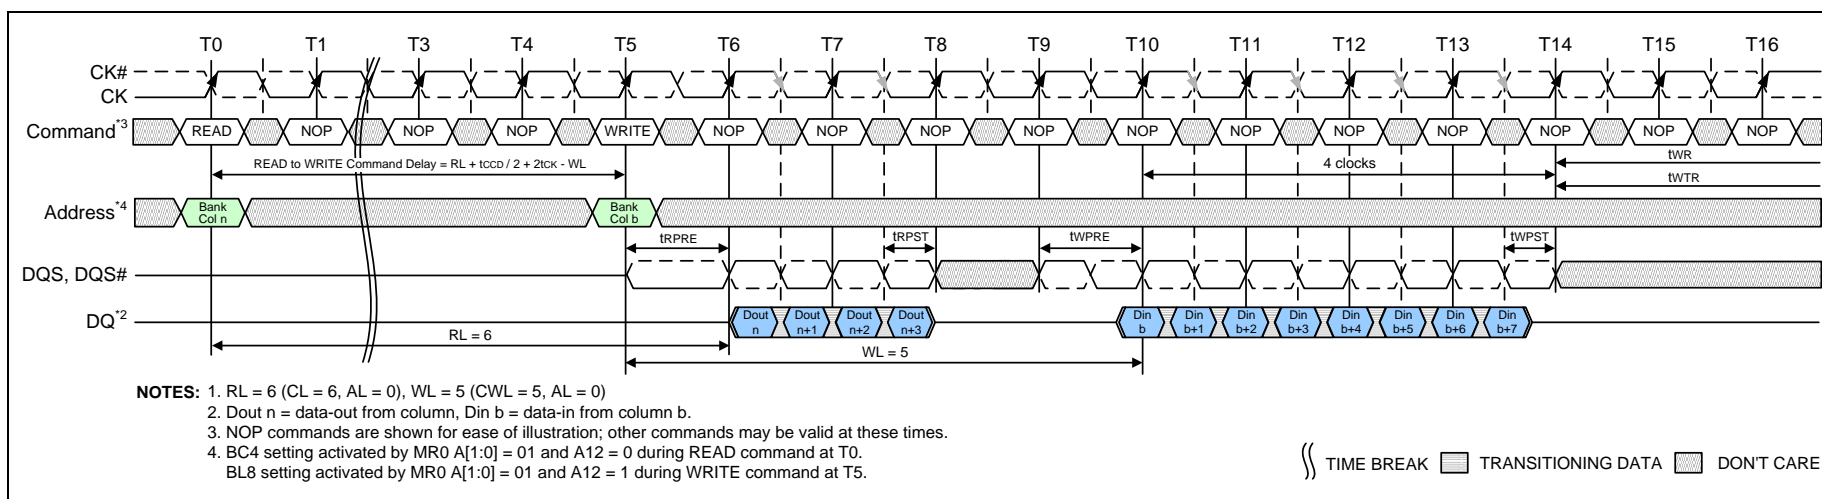 T0 T1 T3 T4 T5 T6 T7 T8 T9 T10 T11 T12 T13 T14 T15 T16
CK#
CK
Command*3 READ NOP NOP NOP WRITE NOP NOP NOP NOP NOP NOP NOP NOP NOP NOP NOP
READ to WRITE Command Delay = RL + tCCD / 2 + 2tCK - WL 4 clocks tWR
tWTR
Address*4 Bank Col n Bank Col b
tRPRE tRPST tWPRE tWPST
DQS, DQS#
DQ*2 Dout n Dout n+1 Dout n+2 Dout n+3 Din b Din b+1 Din b+2 Din b+3 Din b+4 Din b+5 Din b+6 Din b+7
RL = 6
WL = 5
NOTES: 1. RL = 6 (CL = 6, AL = 0), WL = 5 (CWL = 5, AL = 0)
2. Dout n = data-out from column, Din b = data-in from column b.
3. NOP commands are shown for ease of illustration; other commands may be valid at these times.
4. BC4 setting activated by MR0 A[1:0] = 01 and A12 = 0 during READ command at T0.
BL8 setting activated by MR0 A[1:0] = 01 and A12 = 1 during WRITE command at T5.
TIME BREAK TRANSITIONING DATA DON'T CARE